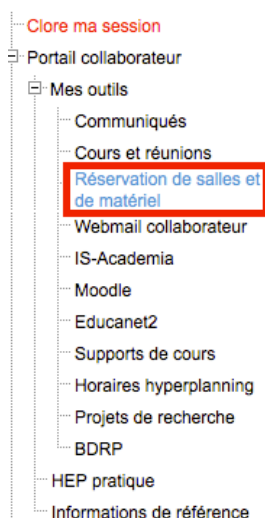 Clore ma session
Portail collaborateur
Mes outils
Communiqués
Cours et réunions
Réservation de salles et
de matériel
Webmail collaborateur
IS-Academia
Moodle
Educanet2
Supports de cours
Horaires hyperplanning
Projets de recherche
BDRP
HEP pratique
Informations de référence